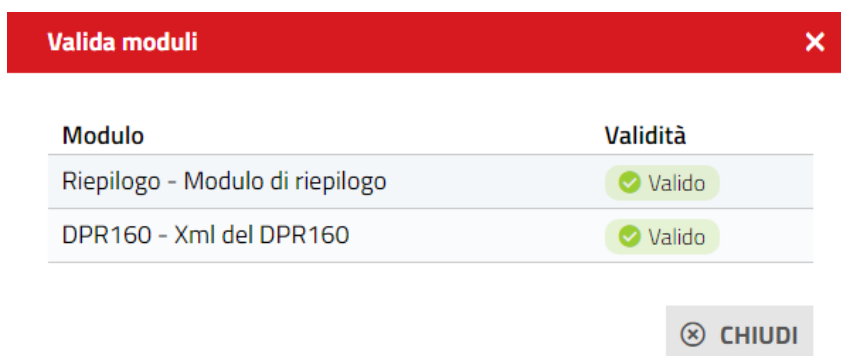 Valida moduli
Modulo Validità
Riepilogo - Modulo di riepilogo Valido
DPR160 - Xml del DPR160 Valido
CHIUDI